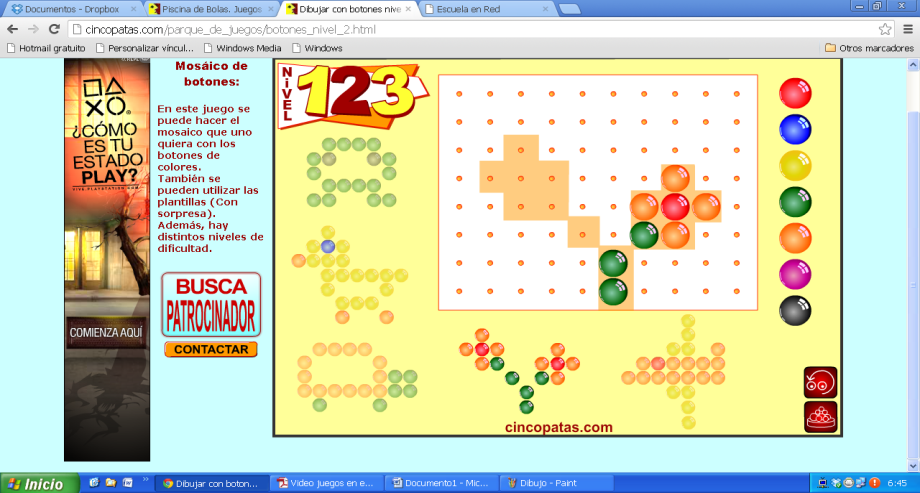 Documentos - Dropbox
Piscina de Bolas. Juegos
Dibujar con botones nive
Escuela en Red
cincopatas.com/parque_de_juegos/botones_nivel_2.html
Hotmail gratuito
Personalizar víncul...
Windows Media
Windows
Otros marcadores
¿CÓMO
ES TU
ESTADO
PLAY?
VIVE.PLAYSTATION.COM
COMIENZA AQUÍ
Mosáico de
botones:
En este juego se
puede hacer el
mosaico que uno
quiera con los
botones de
colores.
También se
pueden utilizar las
plantillas (Con
sorpresa).
Además, hay
distintos niveles de
dificultad.
BUSCA
PATROCINADOR
CONTACTAR
NiVEL
123
cincopatas.com
Inicio
Dibujar con boton...
Video juegos en e...
Documento1 - Mic...
Dibujo - Paint
6:45